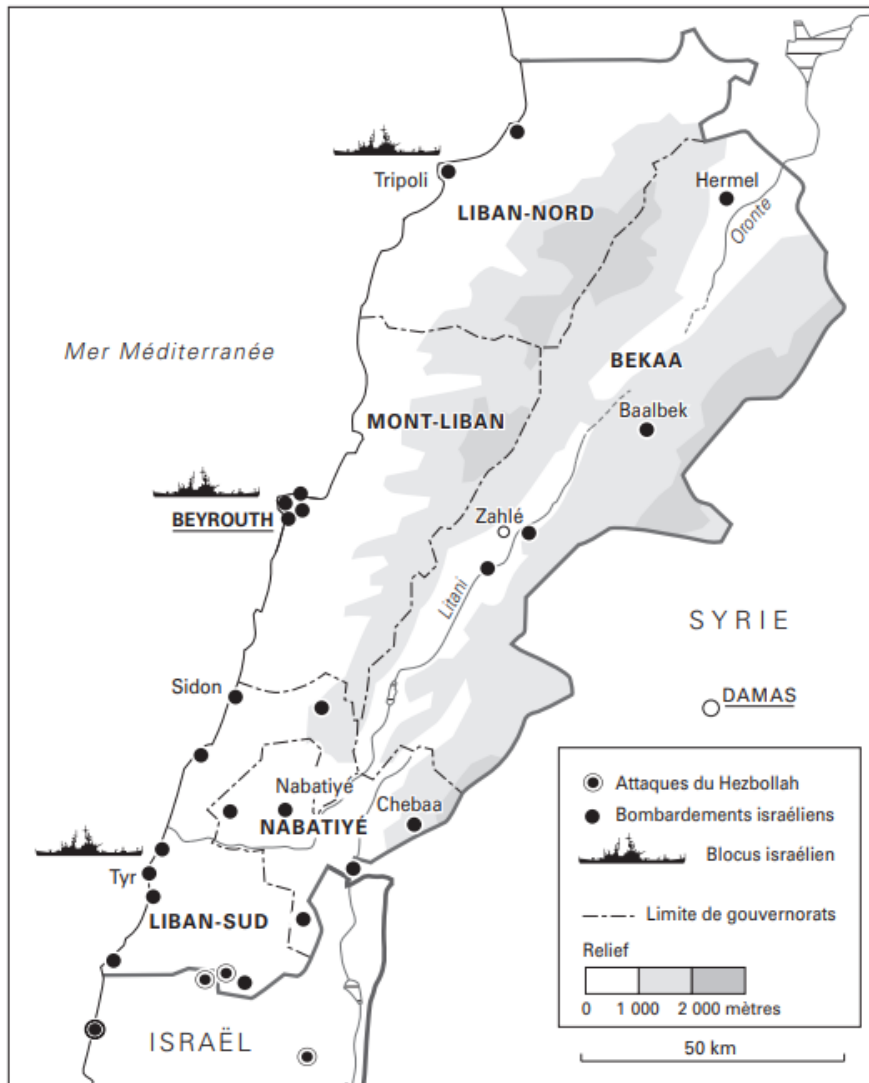 Tripoli
Hermel
LIBAN-NORD
Oronte
Mer Méditerranée
BEKAA
MONT-LIBAN
Baalbek
BEYROUTH
Zahlé
Litani
SYRIE
Sidon
DAMAS
Nabatiyé
Chebaa
NABATIYÉ
Tyr
LIBAN-SUD
ISRAËL
Attaques du Hezbollah
Bombardements israéliens
Blocus israélien
Limite de gouvernorats
Relief
0 1 000 2 000 mètres
50 km